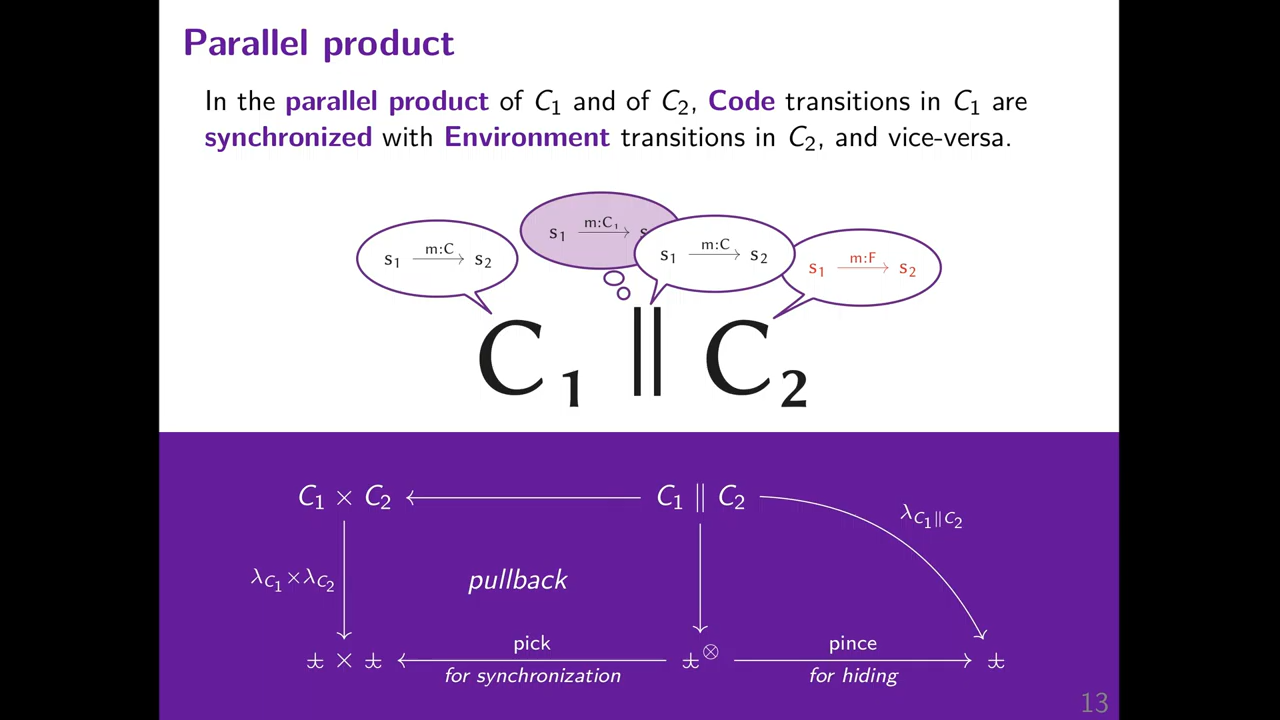 Parallel product
In the parallel product of C₁ and of C₂, Code transitions in C₁ are
synchronized with Environment transitions in C₂, and vice-versa.
s₁ m:C → s₂
s₁ m:C₁ → s
s₁ m:C → s₂
s₁ m:F → s₂
C₁ ∥ C₂
C₁ × C₂ ← C₁ ∥ C₂
λ_{C₁∥C₂}
λ_{C₁}×λ_{C₂}
pullback
pick
pince
for synchronization
for hiding
13